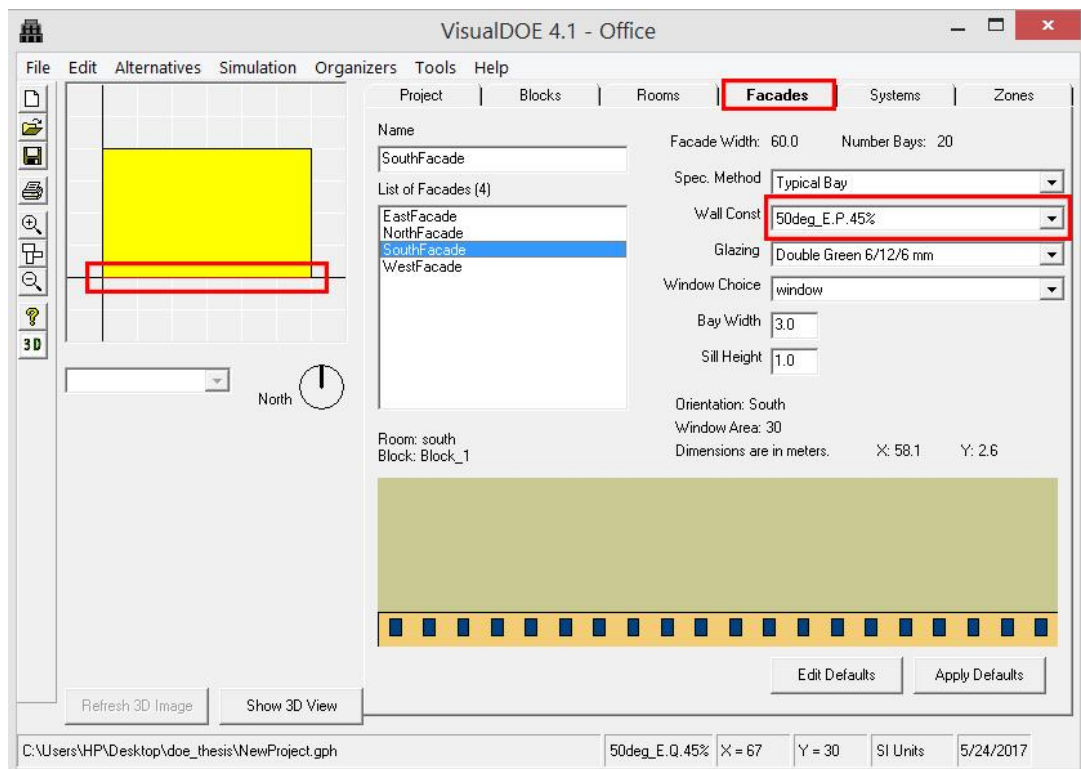 VisualDOE 4.1 - Office
File Edit Alternatives Simulation Organizers Tools Help
Project Blocks Rooms Facades Systems Zones
Name
SouthFacade
List of Facades (4)
EastFacade
NorthFacade
SouthFacade
WestFacade
Facade Width: 60.0 Number Bays: 20
Spec. Method Typical Bay
Wall Const 50deg_E.P.45%
Glazing Double Green 6/12/6 mm
Window Choice window
Bay Width 3.0
Sill Height 1.0
Orientation: South
Window Area: 30
Dimensions are in meters. X: 58.1 Y: 2.6
3D
North
Room: south
Block: Block_1
Edit Defaults Apply Defaults
Refresh 3D Image Show 3D View
C:\Users\HP\Desktop\doe_thesis\NewProject.gph 50deg_E.Q.45% X = 67 Y = 30 SI Units 5/24/2017